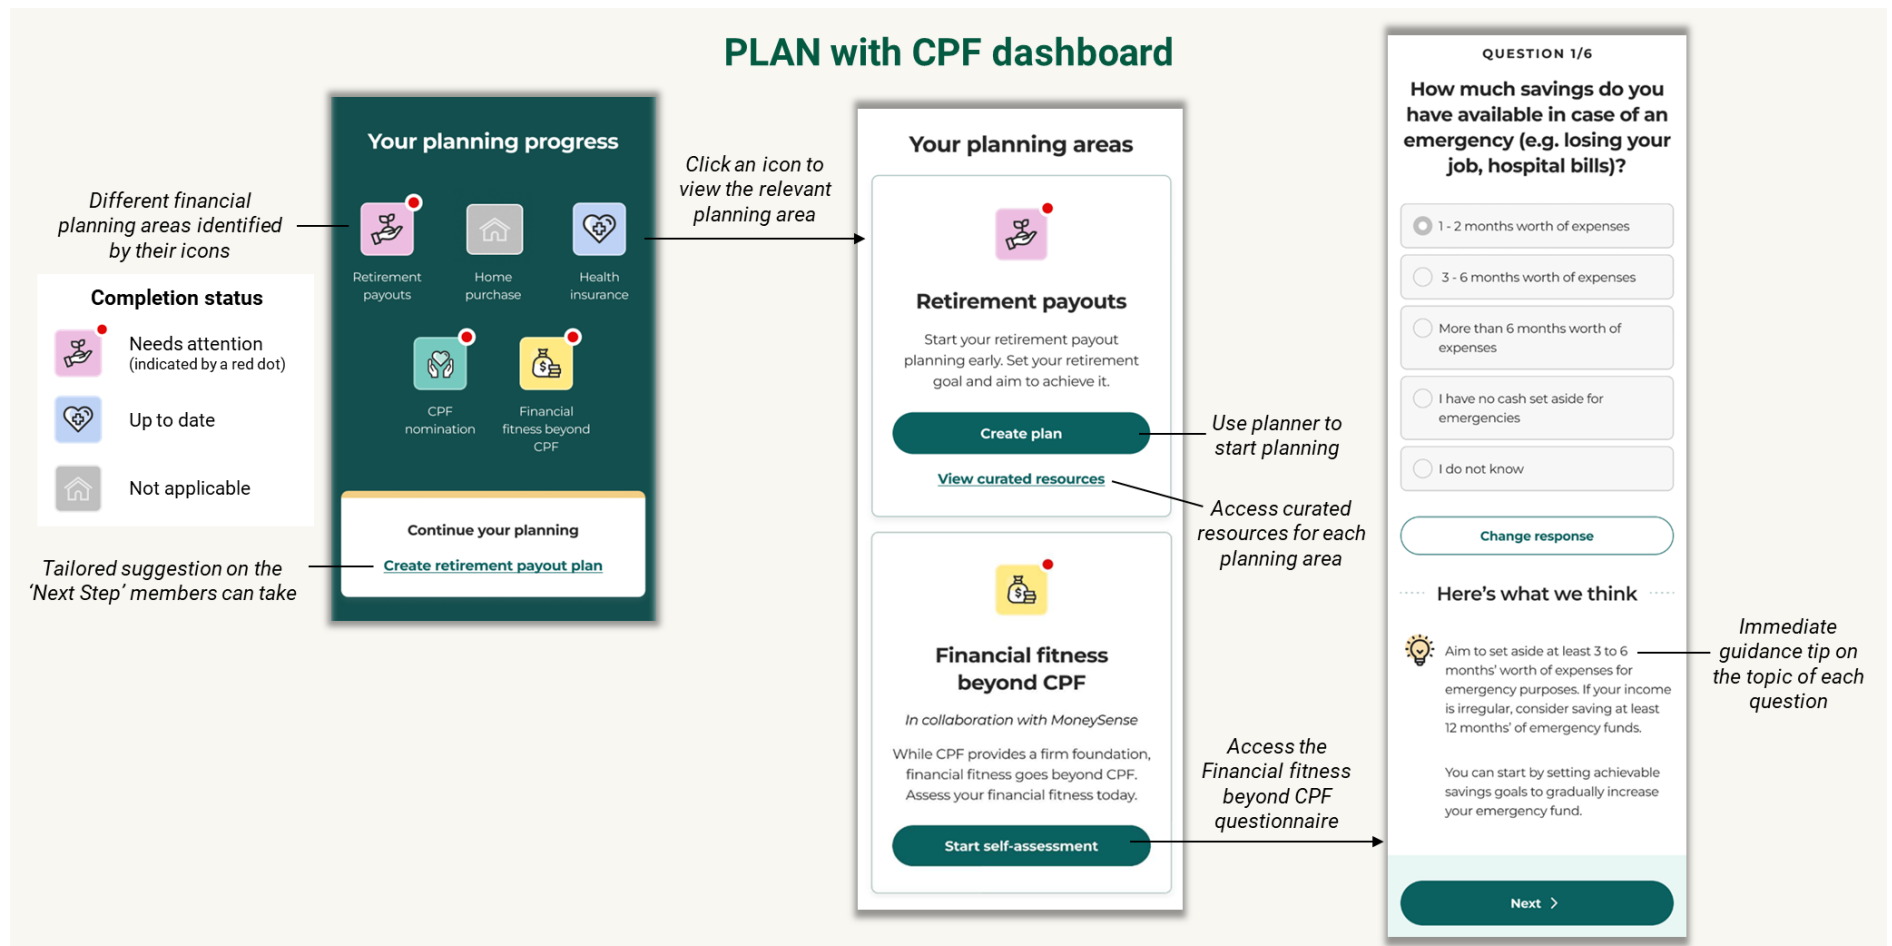 PLAN with CPF dashboard
Different financial
planning areas identified
by their icons
Completion status
Needs attention
(indicated by a red dot)
Up to date
Not applicable
Tailored suggestion on the
‘Next Step’ members can take
Your planning progress
Retirement
payouts
Home
purchase
Health
insurance
CPF
nomination
Financial
fitness beyond
CPF
Continue your planning
Create retirement payout plan
Click an icon to
view the relevant
planning area
Your planning areas
Retirement payouts
Start your retirement payout
planning early. Set your retirement
goal and aim to achieve it.
Create plan
View curated resources
Financial fitness
beyond CPF
In collaboration with MoneySense
While CPF provides a firm foundation,
financial fitness goes beyond CPF.
Assess your financial fitness today.
Start self-assessment
Use planner to
start planning
Access curated
resources for each
planning area
Access the
Financial fitness
beyond CPF
questionnaire
QUESTION 1/6
How much savings do you
have available in case of an
emergency (e.g. losing your
job, hospital bills)?
1 - 2 months worth of expenses
3 - 6 months worth of expenses
More than 6 months worth of
expenses
I have no cash set aside for
emergencies
I do not know
Change response
Here’s what we think
Aim to set aside at least 3 to 6
months’ worth of expenses for
emergency purposes. If your income
is irregular, consider saving at least
12 months’ of emergency funds.
You can start by setting achievable
savings goals to gradually increase
your emergency fund.
Next
Immediate
guidance tip on
the topic of each
question